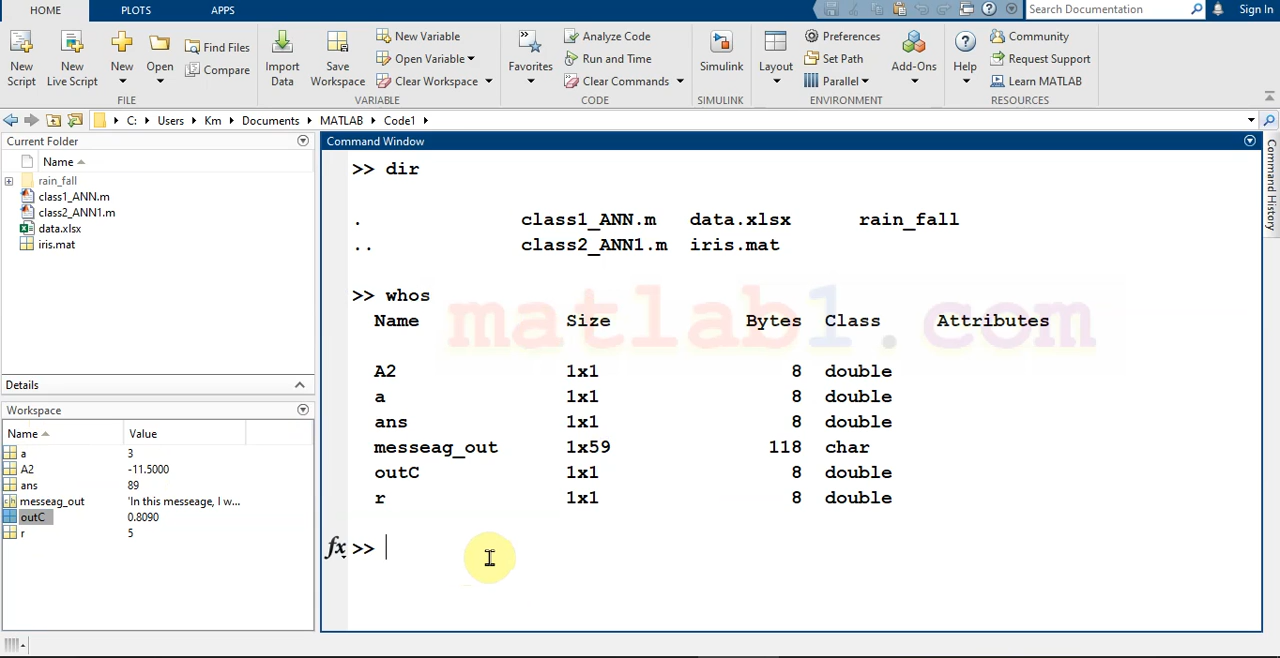 HOME PLOTS APPS Search Documentation Sign In
New Script New Live Script New Open Find Files Compare
FILE
Import Data Save Workspace New Variable Open Variable Clear Workspace
VARIABLE
Favorites Analyze Code Run and Time Clear Commands
CODE
Simulink
SIMULINK
Layout Preferences Set Path Parallel Add-Ons
ENVIRONMENT
Help Community Request Support Learn MATLAB
RESOURCES
C: Users Km Documents MATLAB Code1
Current Folder
Name
rain_fall
class1_ANN.m
class2_ANN1.m
data.xlsx
iris.mat
Details
Workspace
Name Value
a 3
A2 -11.5000
ans 89
messeag_out 'In this messeage, I w...
outC 0.8090
r 5
Command Window
>> dir
. class1_ANN.m data.xlsx rain_fall
.. class2_ANN1.m iris.mat
>> whos
Name Size Bytes Class Attributes
A2 1x1 8 double
a 1x1 8 double
ans 1x1 8 double
messeag_out 1x59 118 char
outC 1x1 8 double
r 1x1 8 double
fx >>
matlab1.com
Command History